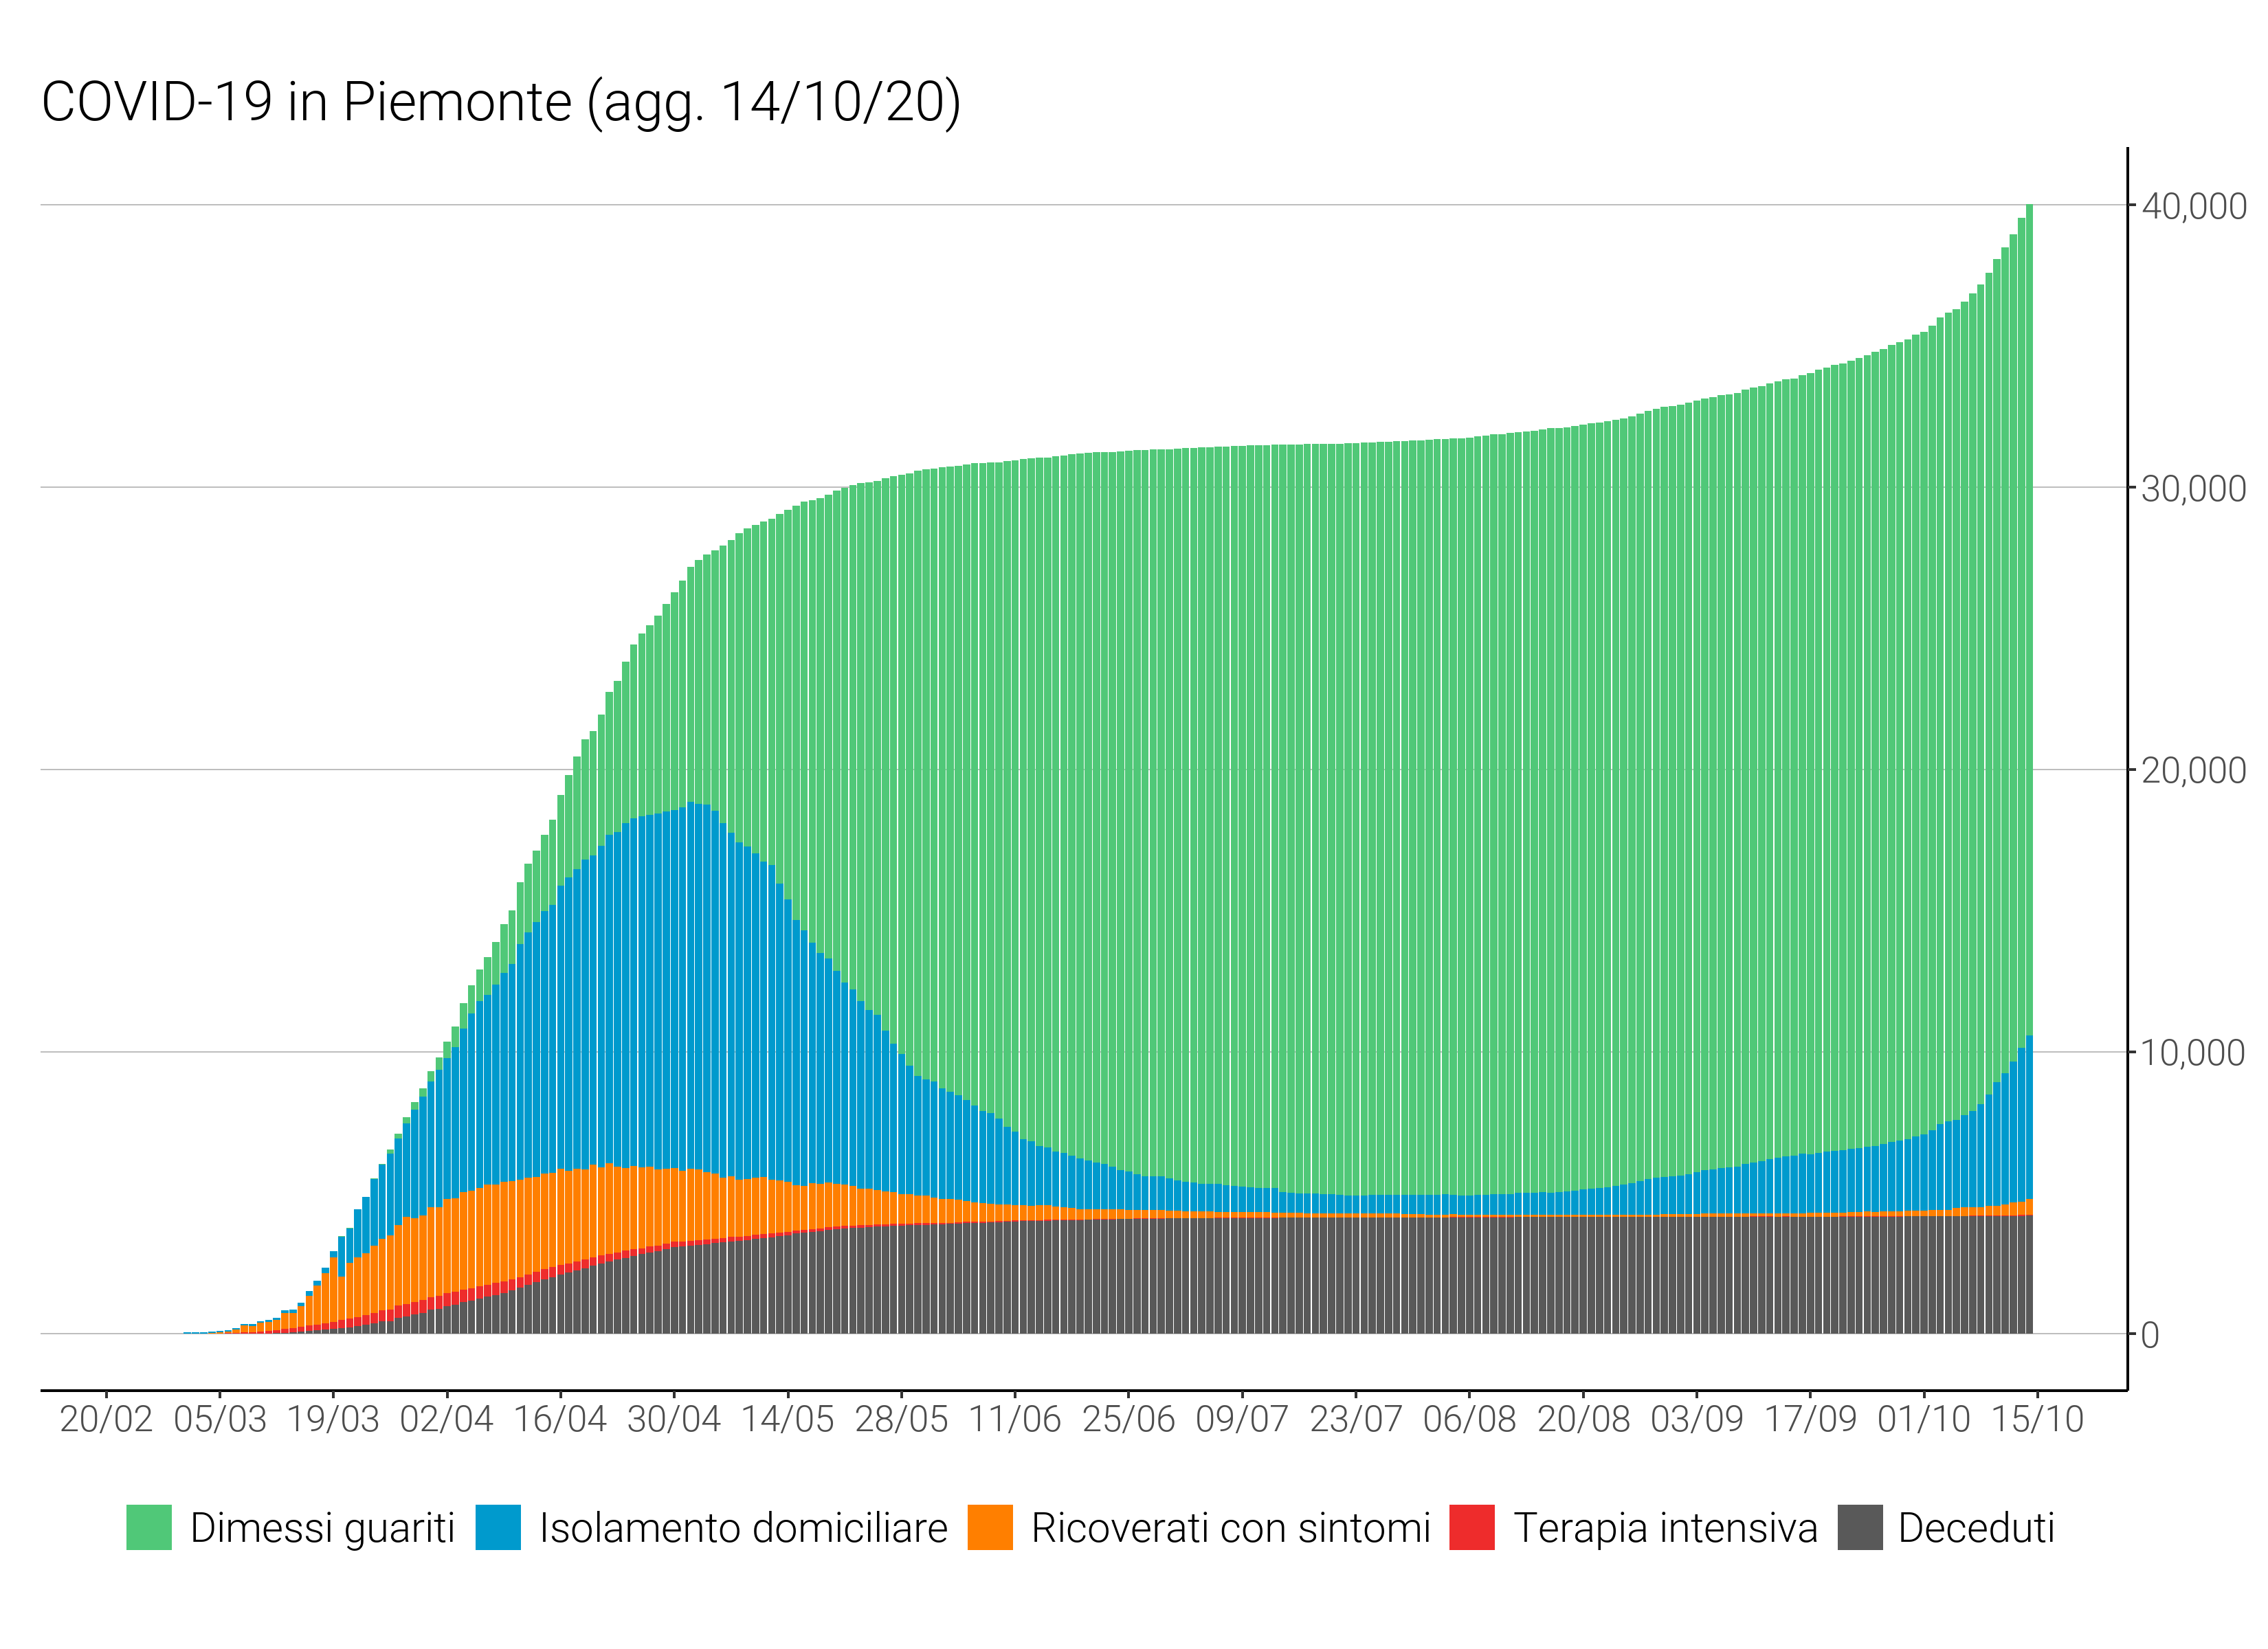 COVID-19 in Piemonte (agg. 14/10/20)
40,000
30,000
20,000
10,000
0
20/02 05/03 19/03 02/04 16/04 30/04 14/05 28/05 11/06 25/06 09/07 23/07 06/08 20/08 03/09 17/09 01/10 15/10
Dimessi guariti Isolamento domiciliare Ricoverati con sintomi Terapia intensiva Deceduti